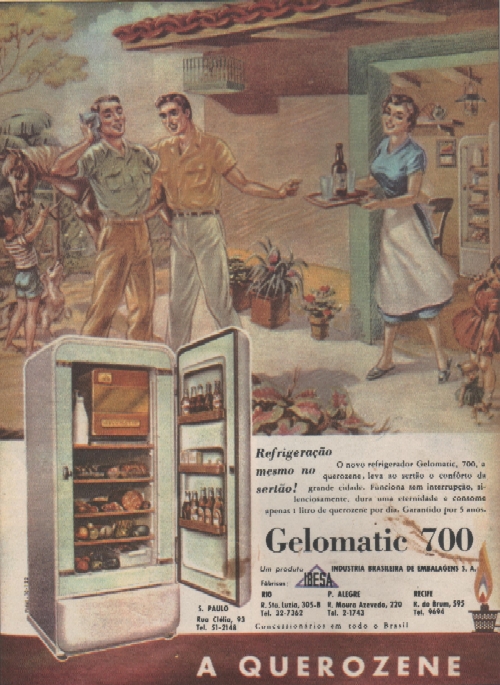 Refrigeração
mesmo no
sertão!
O novo refrigerador Gelomatic, 700, a
querozene, leva ao sertão o confôrto da
grande cidade. Funciona sem interrupção, si-
lenciosamente, dura uma eternidade e consome
apenas 1 litro de querozene por dia. Garantido por 5 anos.
Gelomatic 700
Um produto IBESA INDUSTRIA BRASILEIRA DE EMBALAGENS S. A.
Fábricas:
S. PAULO
Rua Clélia, 93
Tel. 51-2148
RIO
R. Sta. Luzia, 305-B
Tel. 32-7362
P. ALEGRE
R. Moura Azevedo, 220
Tel. 2-1743
RECIFE
R. do Brum, 595
Tel. 9694
Concessionários em todo o Brasil
A QUEROZENE